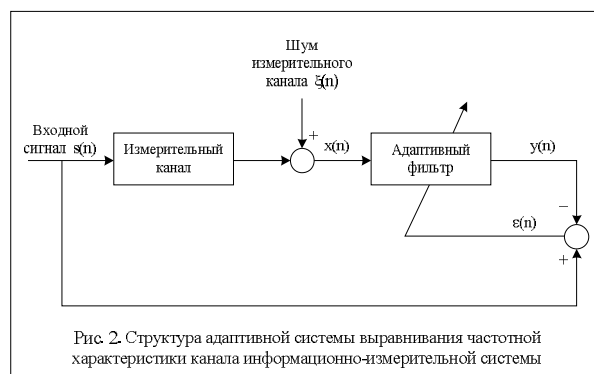 Шум
измерительного
канала ξ(n)
Входной
сигнал s(n)
Измерительный
канал
+
x(n)
Адаптивный
фильтр
y(n)
−
ε(n)
+
Рис. 2. Структура адаптивной системы выравнивания частотной
характеристики канала информационно-измерительной системы